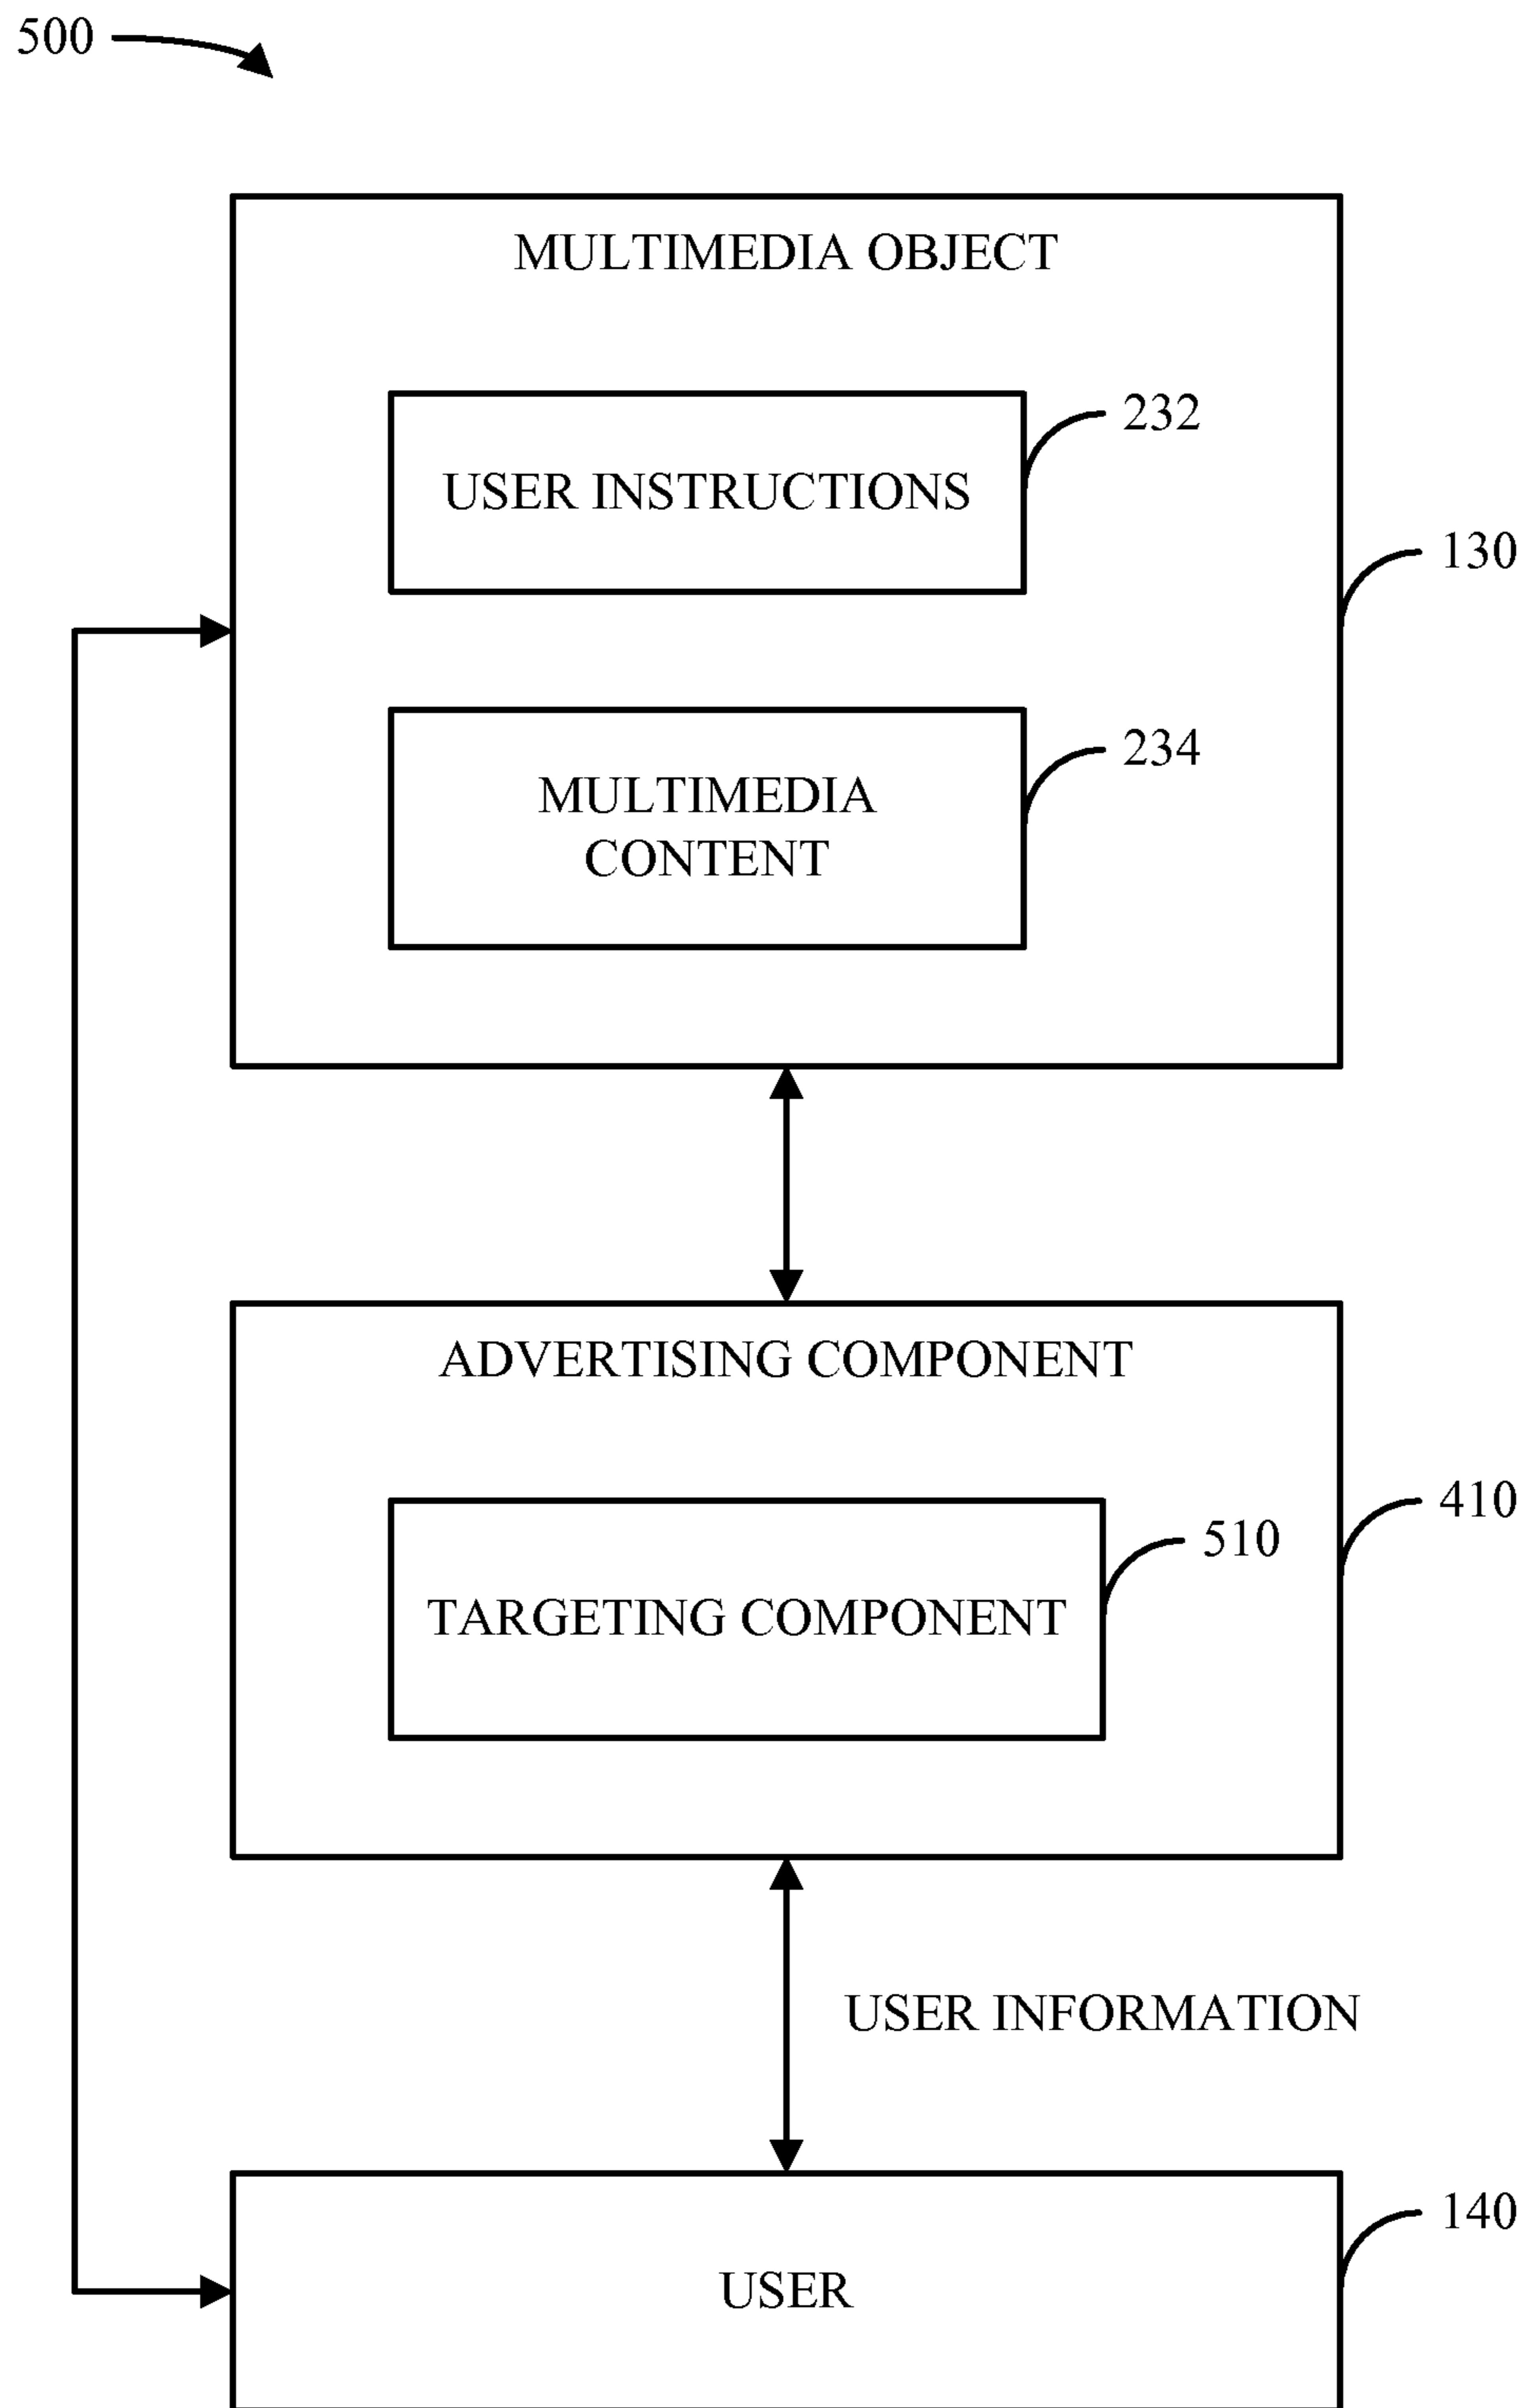 500
MULTIMEDIA OBJECT
232
USER INSTRUCTIONS
130
234
MULTIMEDIA
CONTENT
ADVERTISING COMPONENT
410
510
TARGETING COMPONENT
USER INFORMATION
140
USER